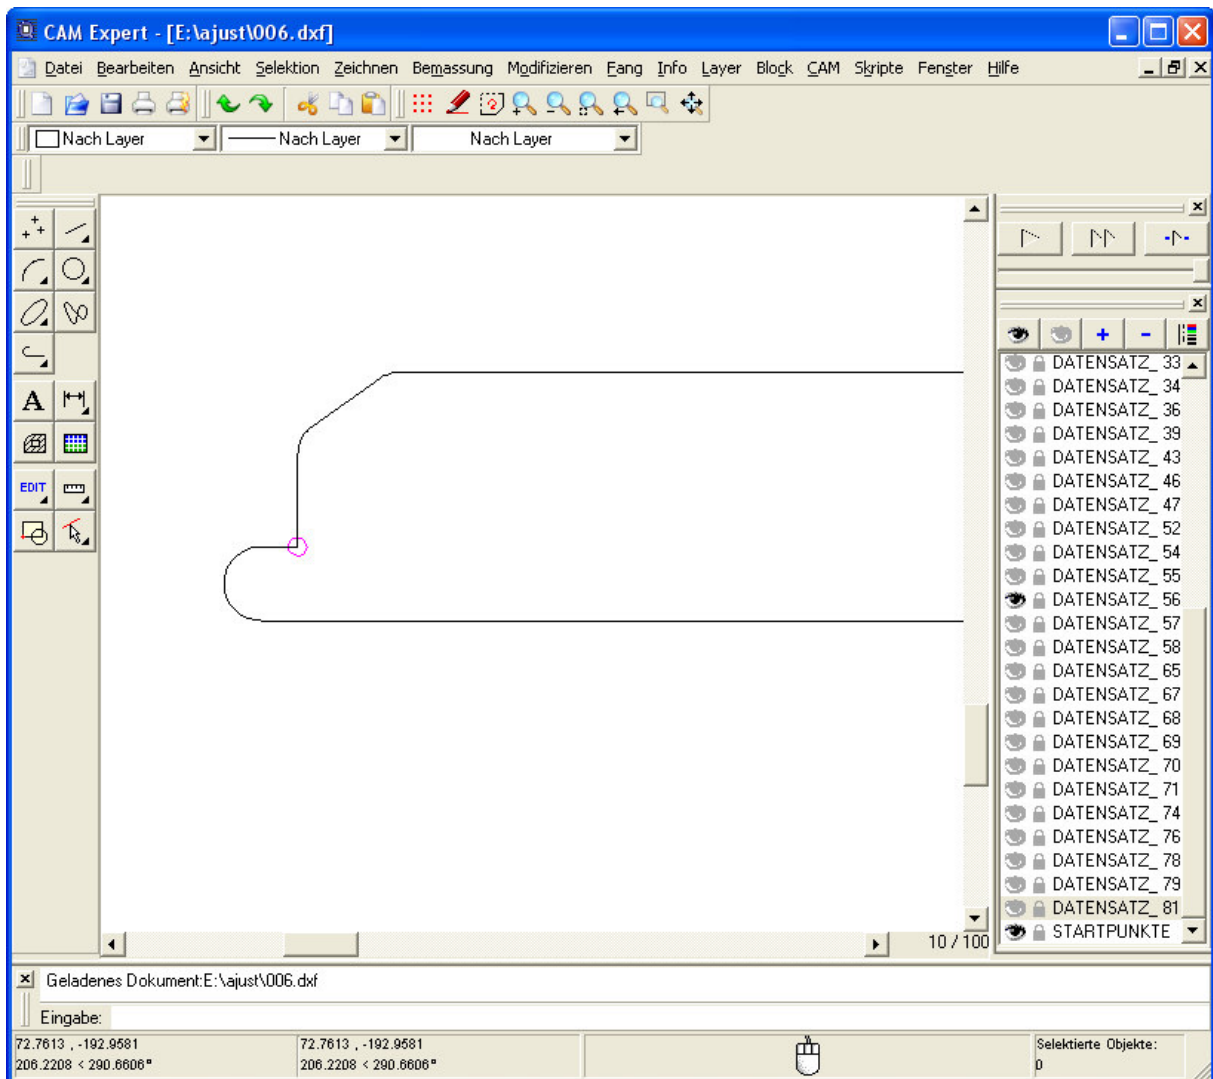 CAM Expert - [E:\ajust\006.dxf]
Datei Bearbeiten Ansicht Selektion Zeichnen Bemassung Modifizieren Fang Info Layer Block CAM Skripte Fenster Hilfe
Nach Layer Nach Layer Nach Layer
A
EDIT
DATENSATZ_ 33
DATENSATZ_ 34
DATENSATZ_ 36
DATENSATZ_ 39
DATENSATZ_ 43
DATENSATZ_ 46
DATENSATZ_ 47
DATENSATZ_ 52
DATENSATZ_ 54
DATENSATZ_ 55
DATENSATZ_ 56
DATENSATZ_ 57
DATENSATZ_ 58
DATENSATZ_ 65
DATENSATZ_ 67
DATENSATZ_ 68
DATENSATZ_ 69
DATENSATZ_ 70
DATENSATZ_ 71
DATENSATZ_ 74
DATENSATZ_ 76
DATENSATZ_ 78
DATENSATZ_ 79
DATENSATZ_ 81
STARTPUNKTE
10 / 100
Geladenes Dokument:E:\ajust\006.dxf
Eingabe:
72.7613 , -192.9581 72.7613 , -192.9581 Selektierte Objekte:
206.2208 < 290.6606° 206.2208 < 290.6606° 0